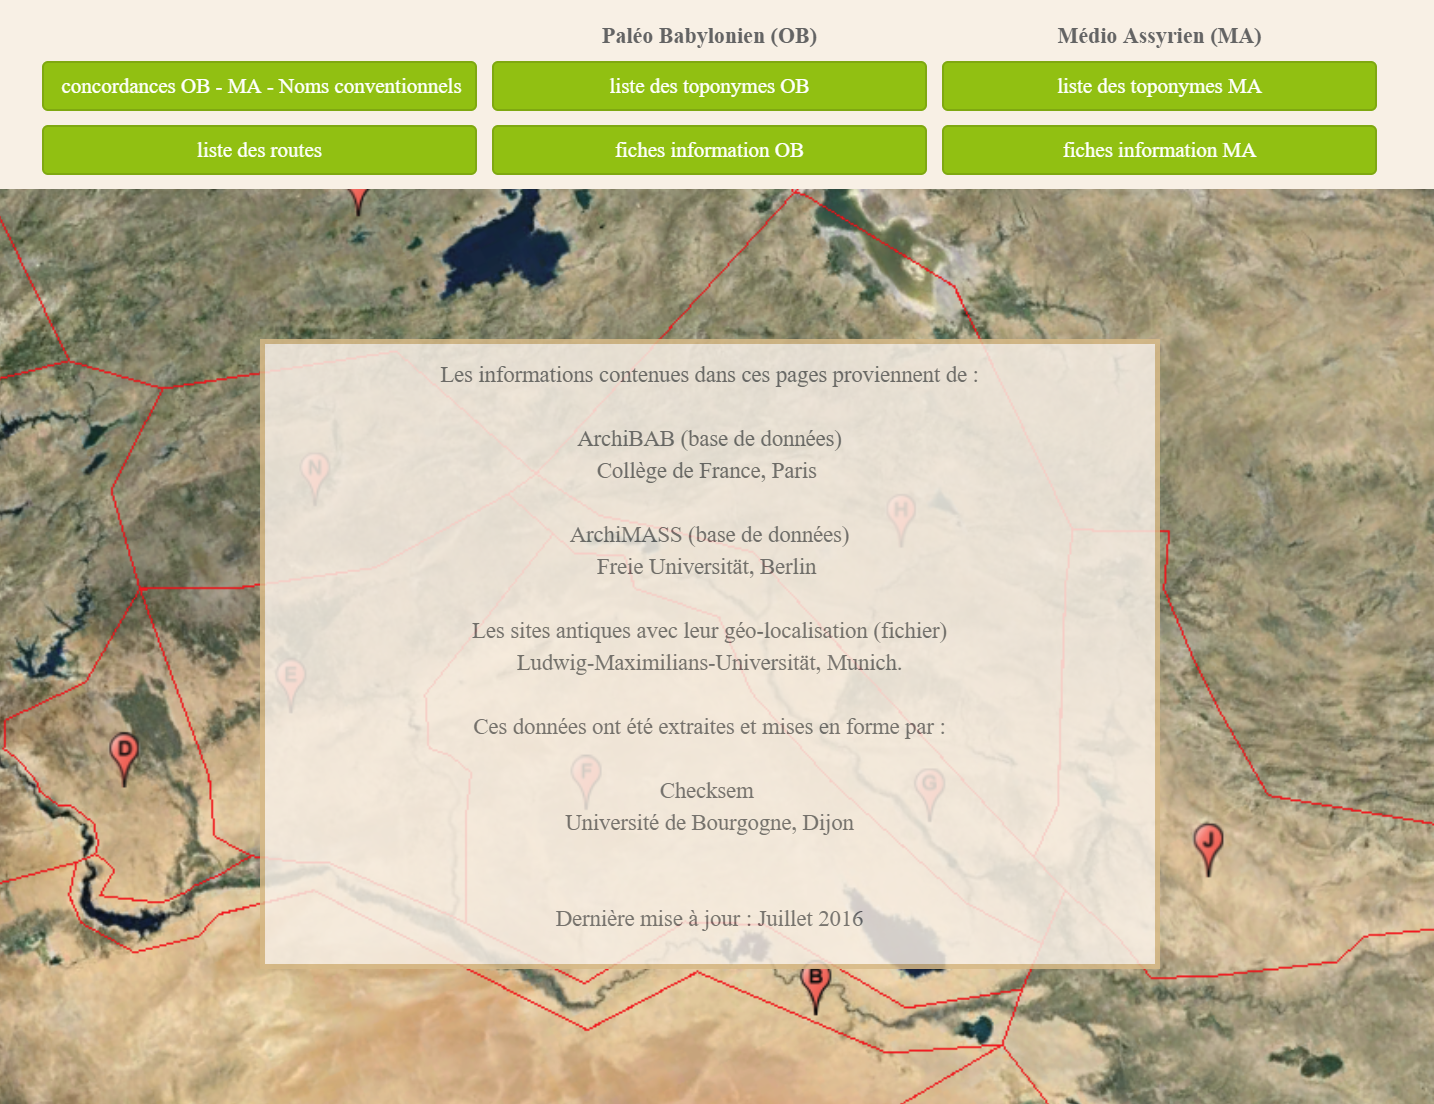 Paléo Babylonien (OB)
Médio Assyrien (MA)
concordances OB - MA - Noms conventionnels
liste des toponymes OB
liste des toponymes MA
liste des routes
fiches information OB
fiches information MA
Les informations contenues dans ces pages proviennent de :
ArchiBAB (base de données)
Collège de France, Paris
N
H
ArchiMASS (base de données)
Freie Universität, Berlin
Les sites antiques avec leur géo-localisation (fichier)
Ludwig-Maximilians-Universität, Munich.
E
Ces données ont été extraites et mises en forme par :
D
F
G
Checksem
Université de Bourgogne, Dijon
J
Dernière mise à jour : Juillet 2016
B